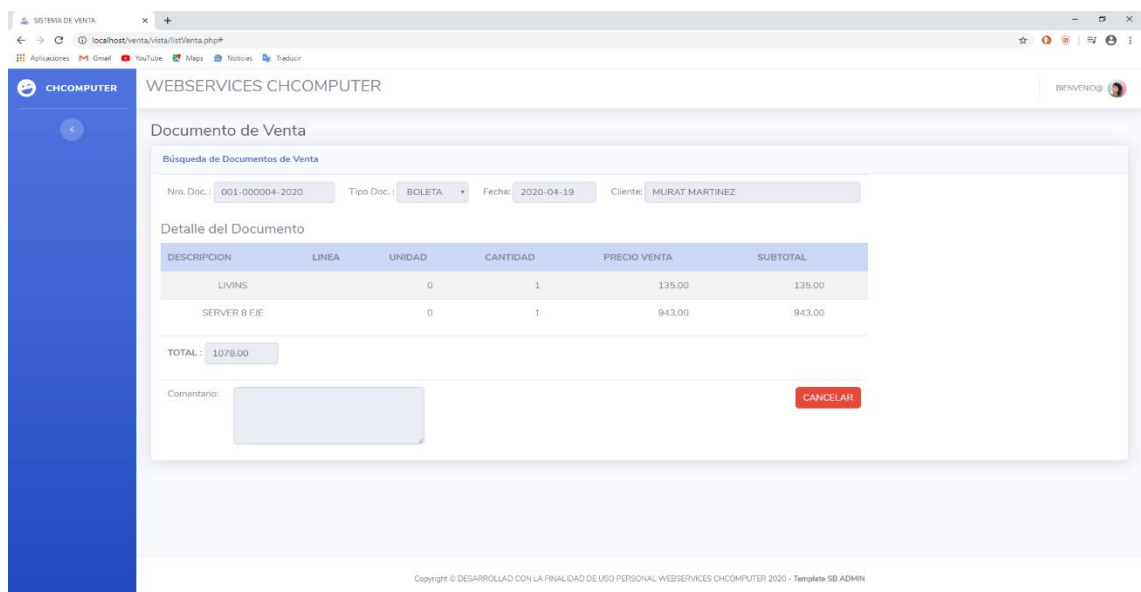 SISTEMA DE VENTA
localhost/venta/vista/listVenta.php#
Aplicaciones Gmail YouTube Maps Noticias Traducir
CHCOMPUTER WEBSERVICES CHCOMPUTER BIENVENID@
Documento de Venta
Búsqueda de Documentos de Venta
Nro. Doc. : 001-000004-2020 Tipo Doc. : BOLETA Fecha: 2020-04-19 Cliente: MURAT MARTINEZ
Detalle del Documento
DESCRIPCION LINEA UNIDAD CANTIDAD PRECIO VENTA SUBTOTAL
LIVINS 0 1 135.00 135.00
SERVER 8 EJE 0 1 943.00 943.00
TOTAL : 1078.00
Comentario: CANCELAR
Copyright © DESARROLLAD CON LA FINALIDAD DE USO PERSONAL WEBSERVICES CHCOMPUTER 2020 - Template SB ADMIN